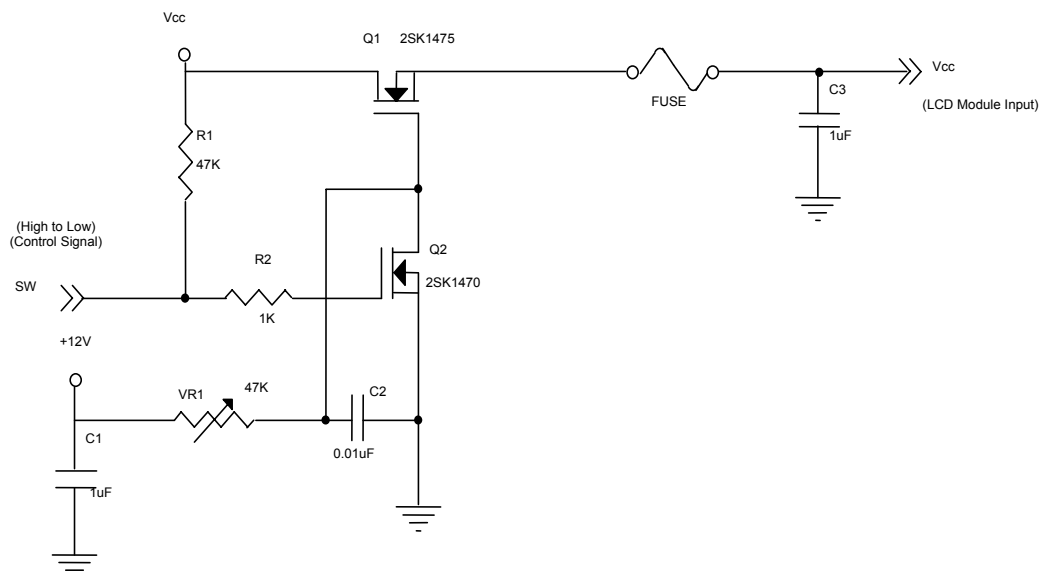 Vcc
Q1 2SK1475
Vcc
FUSE
C3
(LCD Module Input)
R1
1uF
47K
(High to Low)
(Control Signal)
Q2
R2
SW
2SK1470
1K
+12V
VR1
47K
C2
C1
0.01uF
1uF